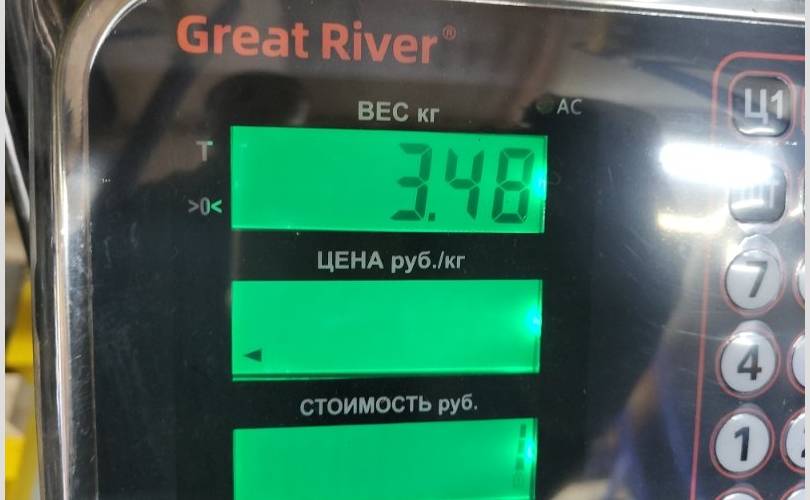 Great River®
ВЕС кг
AC
Ц1
T
3.48
>0<
ЦЕНА руб./кг
7
4
СТОИМОСТЬ руб.
1